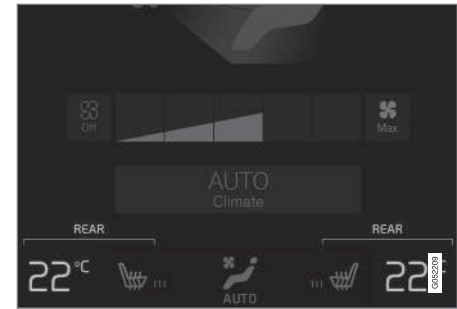 Off
Max
AUTO
Climate
REAR REAR
22°C 22
AUTO
G052209